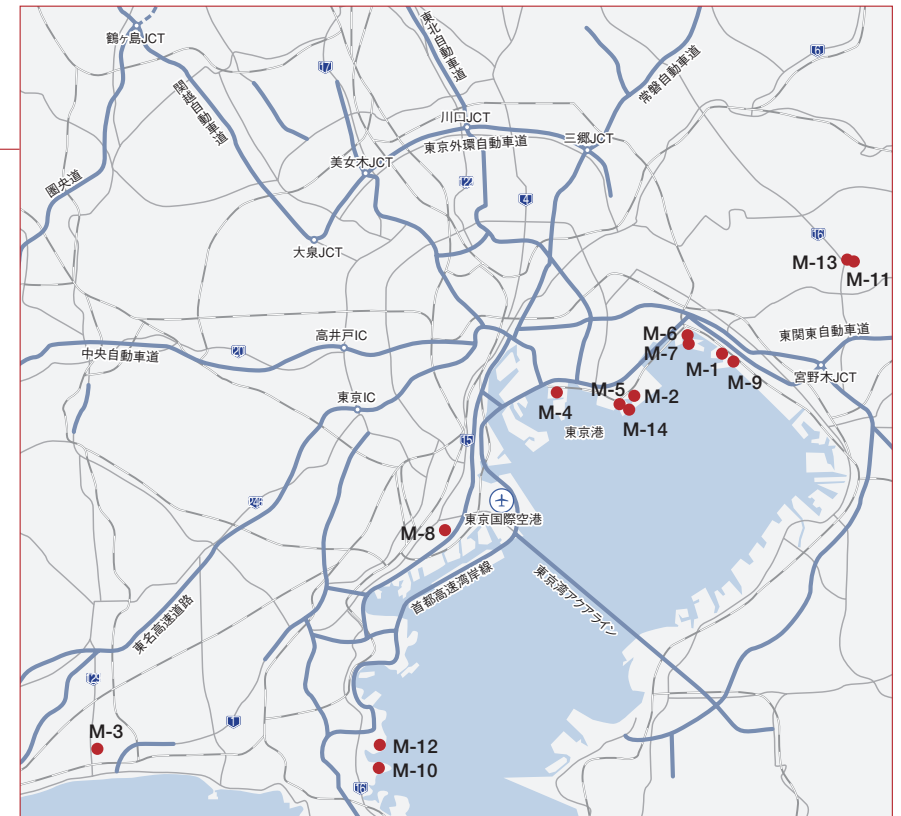 鶴ヶ島JCT
東北自動車道
6
17
常磐自動車道
関越自動車道
川口JCT
東京外環自動車道
三郷JCT
美女木JCT
圏央道
122
4
16
大泉JCT
M-13
M-11
高井戸IC
中央自動車道
20
M-6
M-7
東関東自動車道
M-1
M-9
宮野木JCT
東京IC
M-4
M-5
M-2
M-14
東京港
15
246
M-8
東京国際空港
首都高速湾岸線
東京湾アクアライン
東名高速道路
129
1
M-3
M-12
M-10
16